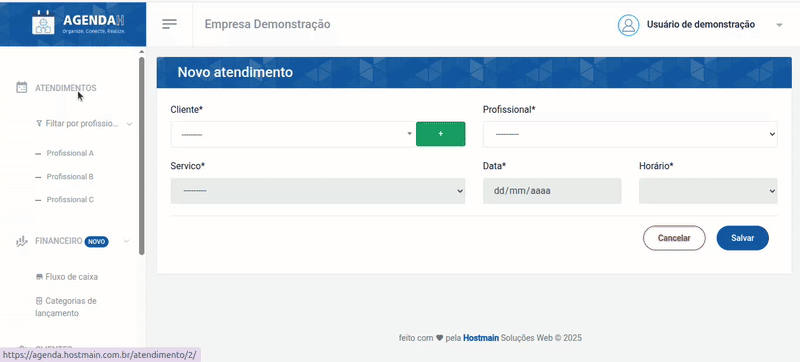 AGENDAH
Organize, Conecte, Realize.
Empresa Demonstração
Usuário de demonstração
ATENDIMENTOS
Filtar por profissio...
Profissional A
Profissional B
Profissional C
FINANCEIRO NOVO
Fluxo de caixa
Categorias de
lançamento
Novo atendimento
Cliente*
Profissional*
---------
+
---------
Servico*
Data*
Horário*
---------
dd/mm/aaaa
Cancelar
Salvar
feito com pela Hostmain Soluções Web © 2025
https://agenda.hostmain.com.br/atendimento/2/